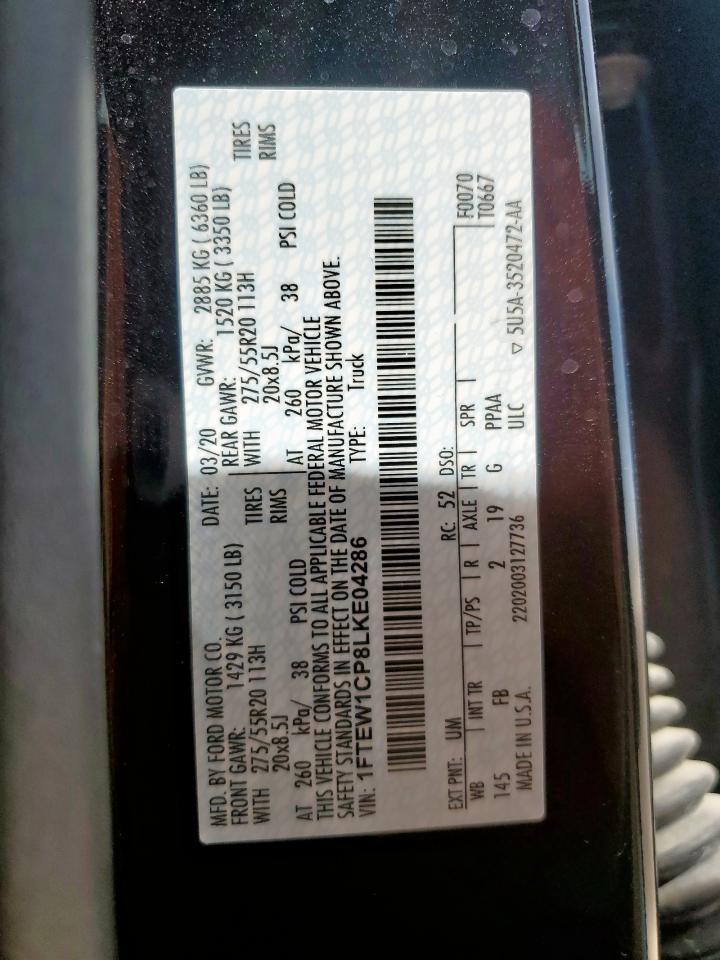 MFD. BY FORD MOTOR CO. DATE: 03/20 GVWR: 2885 KG ( 6360 LB)
FRONT GAWR: 1429 KG ( 3150 LB) REAR GAWR: 1520 KG ( 3350 LB)
WITH 275/55R20 113H TIRES WITH 275/55R20 113H TIRES
20x8.5J RIMS 20x8.5J RIMS
AT 260 kPa/ 38 PSI COLD AT 260 kPa/ 38 PSI COLD
THIS VEHICLE CONFORMS TO ALL APPLICABLE FEDERAL MOTOR VEHICLE
SAFETY STANDARDS IN EFFECT ON THE DATE OF MANUFACTURE SHOWN ABOVE.
VIN: 1FTEW1CP8LKE04286 TYPE: Truck
EXT PNT: UM RC: 52 DSO:
WB INT TR TP/PS R AXLE TR SPR F0070
145 FB 2 19 G PPAA T0667
ULC
MADE IN U.S.A. 2202003127736 ▽ 5U5A-3520472-AA